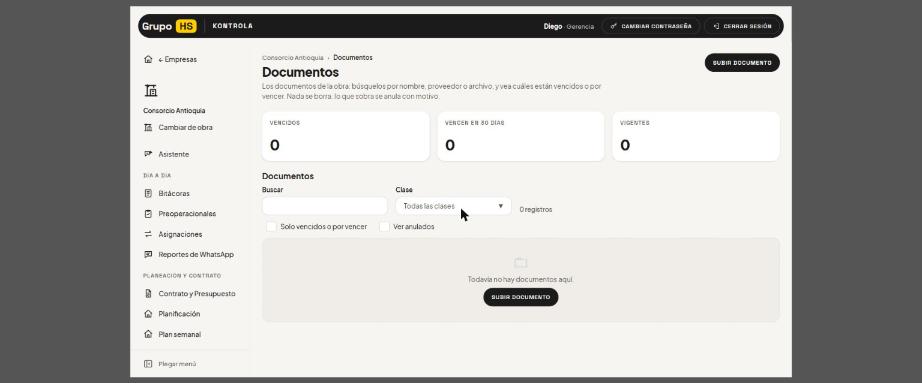 Grupo HS KONTROLA
Diego · Gerencia
CAMBIAR CONTRASEÑA
CERRAR SESIÓN
← Empresas
Consorcio Antioquia
Cambiar de obra
Asistente
DÍA A DÍA
Bitácoras
Preoperacionales
Asignaciones
Reportes de WhatsApp
PLANEACIÓN Y CONTRATO
Contrato y Presupuesto
Planificación
Plan semanal
Plegar menú
Consorcio Antioquia › Documentos
Documentos
SUBIR DOCUMENTO
Los documentos de la obra: búsquelos por nombre, proveedor o archivo, y vea cuáles están vencidos o por
vencer. Nada se borra: lo que sobra se anula con motivo.
VENCIDOS
0
VENCEN EN 30 DÍAS
0
VIGENTES
0
Documentos
Buscar
Clase
Todas las clases
0 registros
Solo vencidos o por vencer
Ver anulados
Todavía no hay documentos aquí.
SUBIR DOCUMENTO